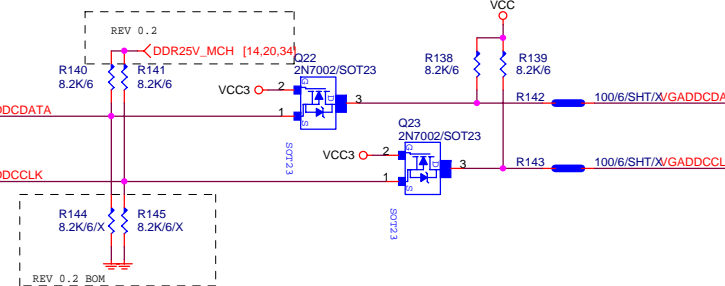 VCC
REV 0.2
DDR25V_MCH [14,20,34]
Q22
2N7002/SOT23
R140
8.2K/6
R141
8.2K/6
R138
8.2K/6
R139
8.2K/6
VCC3
2
G
D
3
1
S
DDCDATA
R142
100/6/SHT/X
VGADDCDA
SOT23
Q23
2N7002/SOT23
VCC3
2
G
D
3
1
S
DDCCLK
R143
100/6/SHT/X
VGADDCCL
SOT23
R144
8.2K/6/X
R145
8.2K/6/X
REV 0.2 BOM